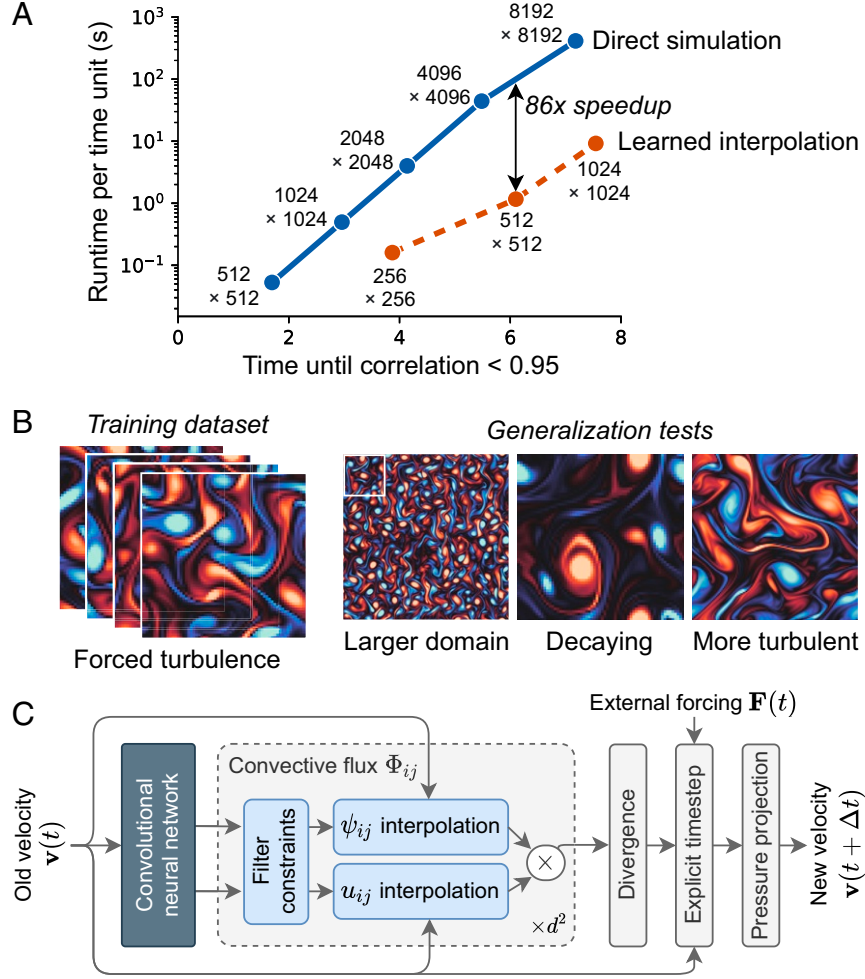 A
10³
10²
10¹
10⁰
10⁻¹
Runtime per time unit (s)
0
2
4
6
8
Time until correlation < 0.95
512
× 512
1024
× 1024
2048
× 2048
4096
× 4096
8192
× 8192
Direct simulation
86x speedup
Learned interpolation
256
× 256
512
× 512
1024
× 1024
B
Training dataset
Generalization tests
Forced turbulence
Larger domain
Decaying
More turbulent
C
External forcing F(t)
Old velocity
v(t)
Convolutional
neural network
Convective flux Φij
Filter
constraints
ψij interpolation
uij interpolation
×
×d²
Divergence
Explicit timestep
Pressure projection
New velocity
v(t + Δt)